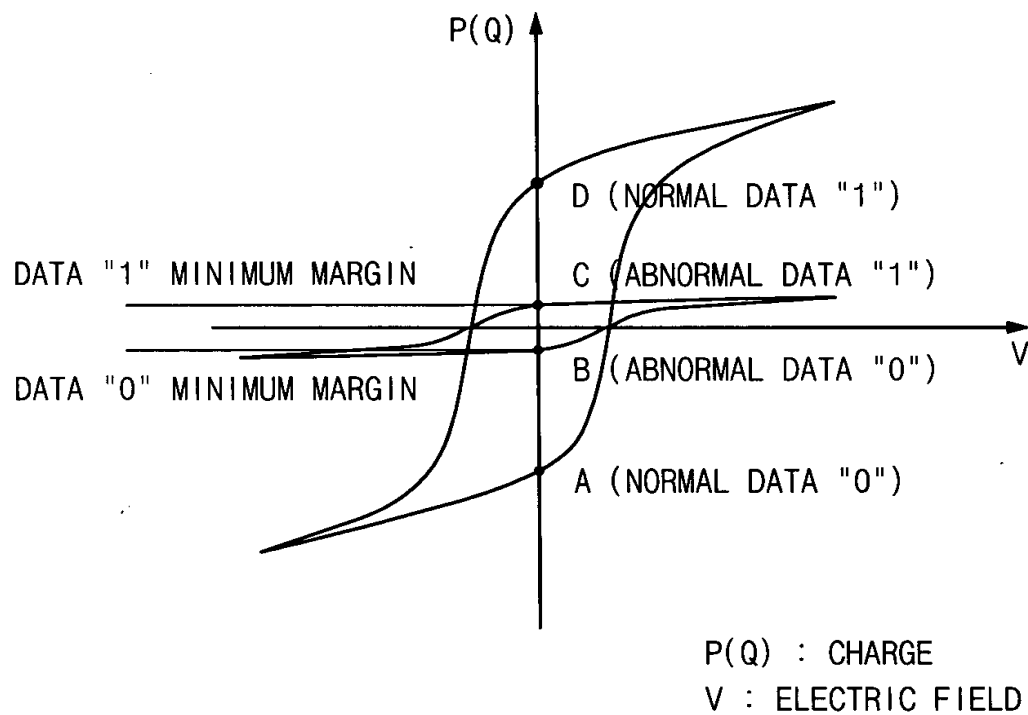 P(Q)
D (NORMAL DATA "1")
DATA "1" MINIMUM MARGIN
C (ABNORMAL DATA "1")
V
B (ABNORMAL DATA "0")
DATA "0" MINIMUM MARGIN
A (NORMAL DATA "0")
P(Q) : CHARGE
V : ELECTRIC FIELD